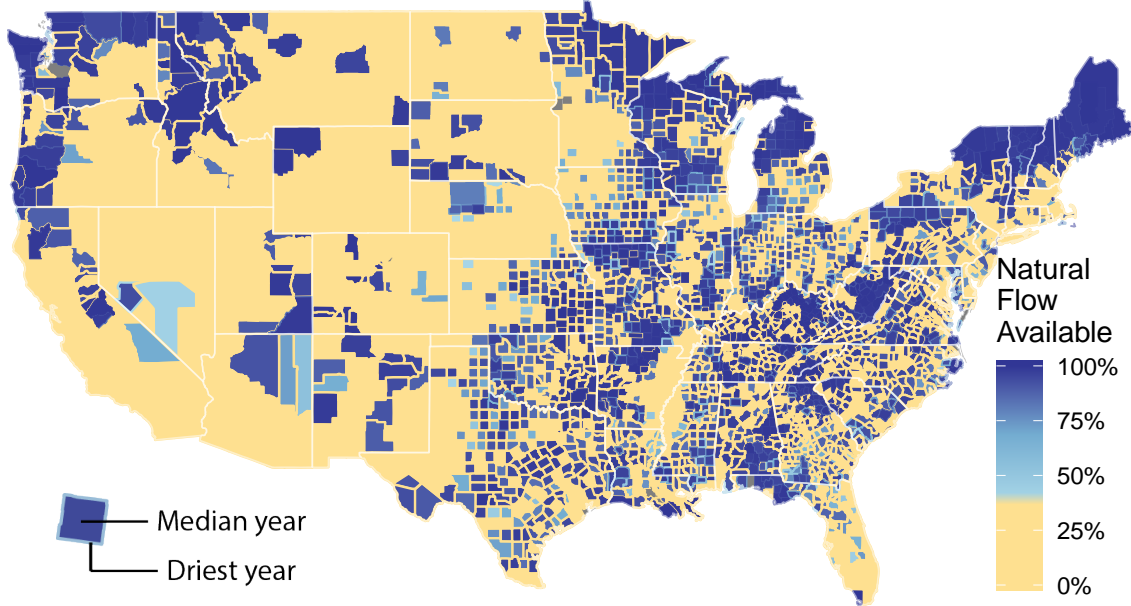 Natural
Flow
Available
100%
75%
50%
25%
0%
Median year
Driest year